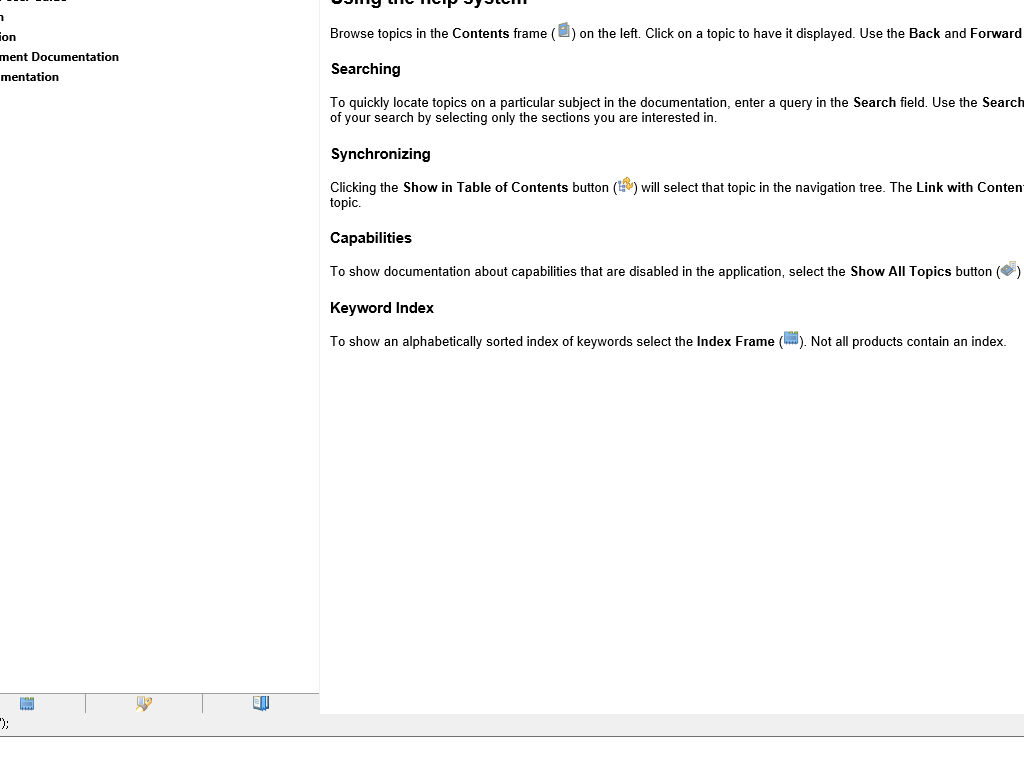 n
ion
ment Documentation
mentation
Using the help system
Browse topics in the Contents frame ( ) on the left. Click on a topic to have it displayed. Use the Back and Forward
Searching
To quickly locate topics on a particular subject in the documentation, enter a query in the Search field. Use the Search
of your search by selecting only the sections you are interested in.
Synchronizing
Clicking the Show in Table of Contents button ( ) will select that topic in the navigation tree. The Link with Conten
topic.
Capabilities
To show documentation about capabilities that are disabled in the application, select the Show All Topics button ( )
Keyword Index
To show an alphabetically sorted index of keywords select the Index Frame ( ). Not all products contain an index.
');